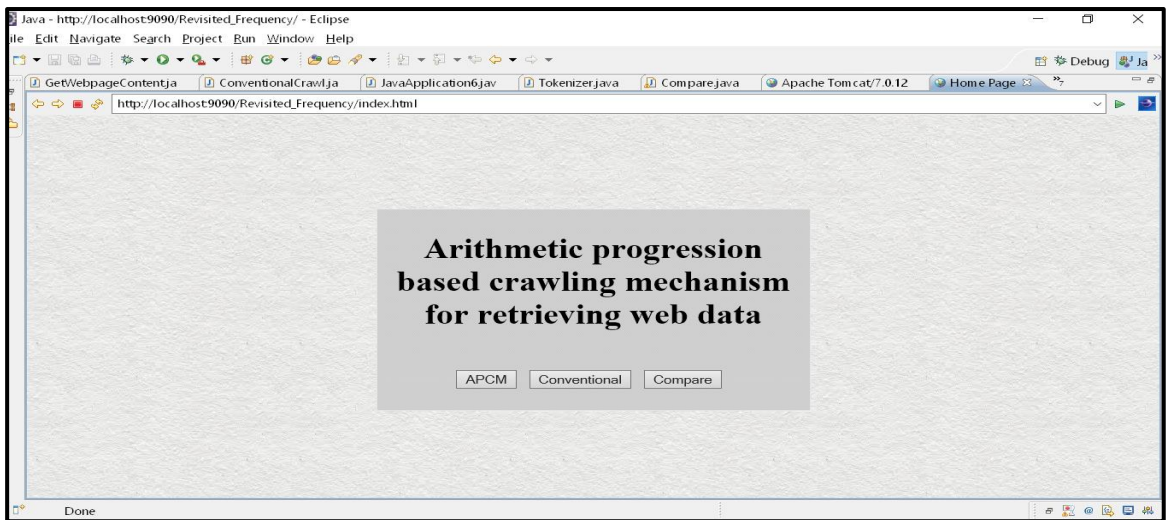 Java - http://localhost:9090/Revisited_Frequency/ - Eclipse
ile Edit Navigate Search Project Run Window Help
Debug Ja
GetWebpageContent.ja ConventionalCrawl.ja JavaApplication6.jav Tokenizer.java Compare.java Apache Tomcat/7.0.12 Home Page
http://localhost:9090/Revisited_Frequency/index.html
Arithmetic progression
based crawling mechanism
for retrieving web data
APCM Conventional Compare
Done